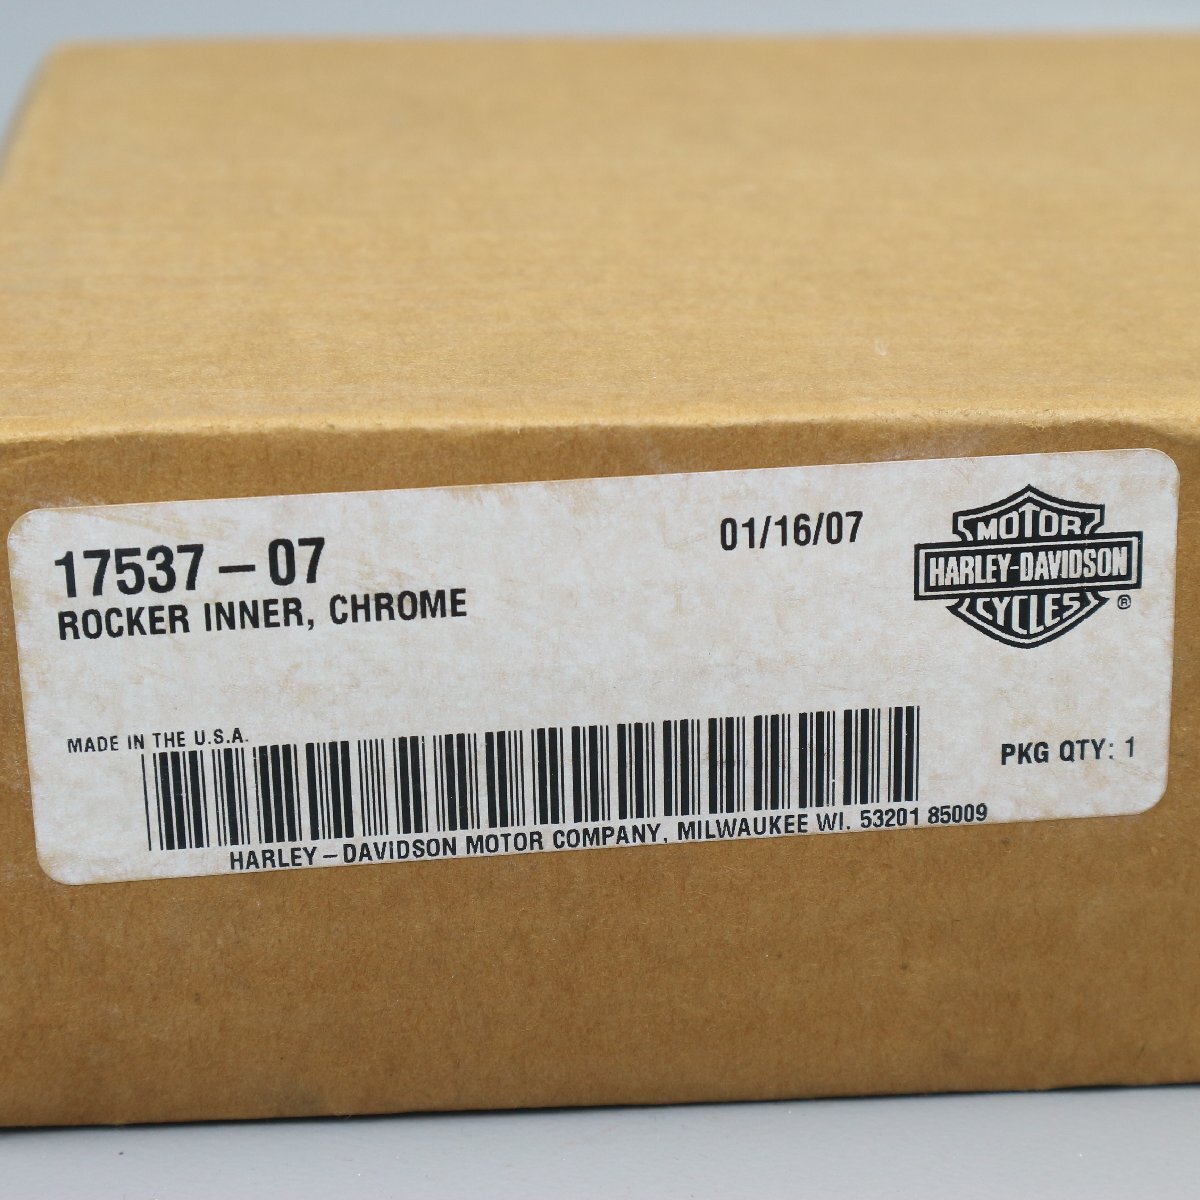 17537-07
ROCKER INNER, CHROME
01/16/07
MOTOR
HARLEY-DAVIDSON
CYCLES
®
MADE IN THE U.S.A.
PKG QTY: 1
HARLEY-DAVIDSON MOTOR COMPANY, MILWAUKEE WI. 53201 85009